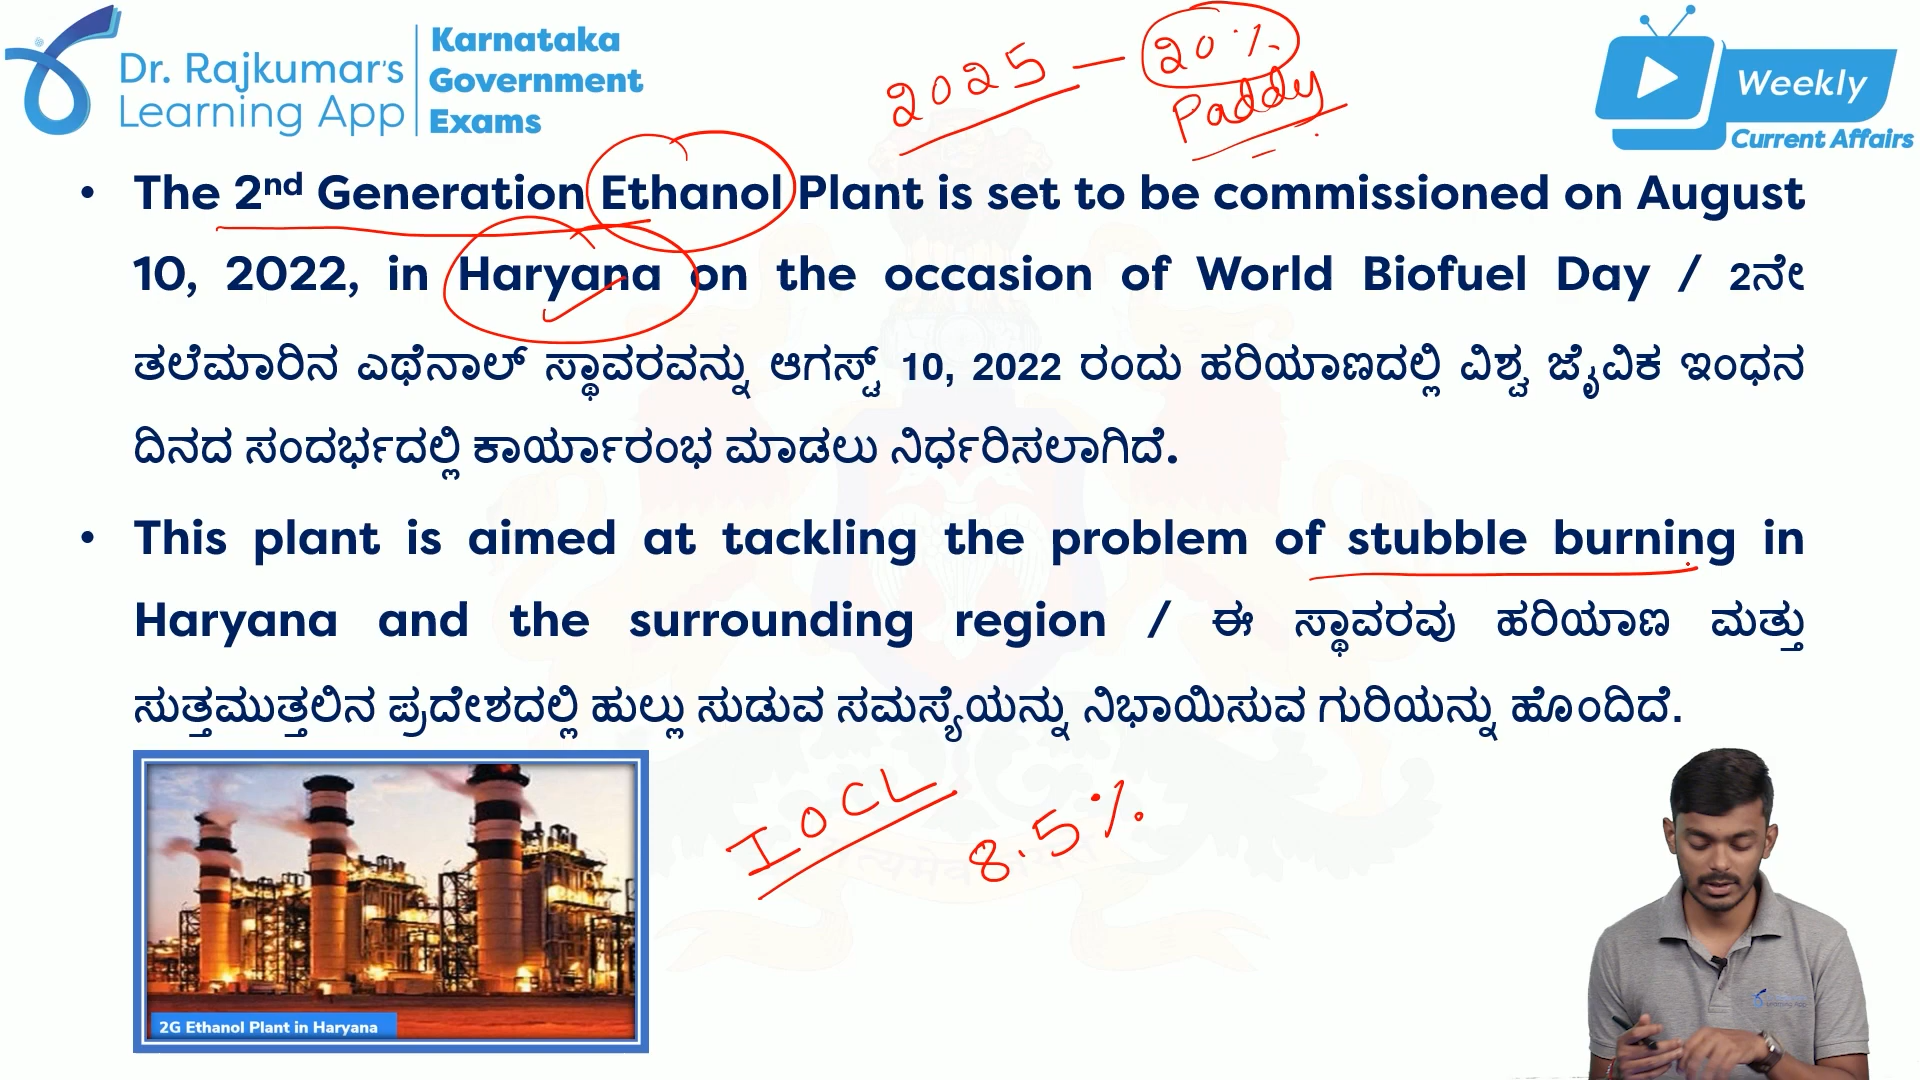 Dr. Rajkumar's
Learning App
Karnataka
Government
Exams
2025 — 20%
Paddy
Weekly
Current Affairs
• The 2nd Generation Ethanol Plant is set to be commissioned on August
10, 2022, in Haryana on the occasion of World Biofuel Day / 2ನೇ
ತಲೆಮಾರಿನ ಎಥೆನಾಲ್ ಸ್ಥಾವರವನ್ನು ಆಗಸ್ಟ್ 10, 2022 ರಂದು ಹರಿಯಾಣದಲ್ಲಿ ವಿಶ್ವ ಜೈವಿಕ ಇಂಧನ
ದಿನದ ಸಂದರ್ಭದಲ್ಲಿ ಕಾರ್ಯಾರಂಭ ಮಾಡಲು ನಿರ್ಧರಿಸಲಾಗಿದೆ.
• This plant is aimed at tackling the problem of stubble burning in
Haryana and the surrounding region / ಈ ಸ್ಥಾವರವು ಹರಿಯಾಣ ಮತ್ತು
ಸುತ್ತಮುತ್ತಲಿನ ಪ್ರದೇಶದಲ್ಲಿ ಹುಲ್ಲು ಸುಡುವ ಸಮಸ್ಯೆಯನ್ನು ನಿಭಾಯಿಸುವ ಗುರಿಯನ್ನು ಹೊಂದಿದೆ.
IOCL
8.5%
2G Ethanol Plant in Haryana